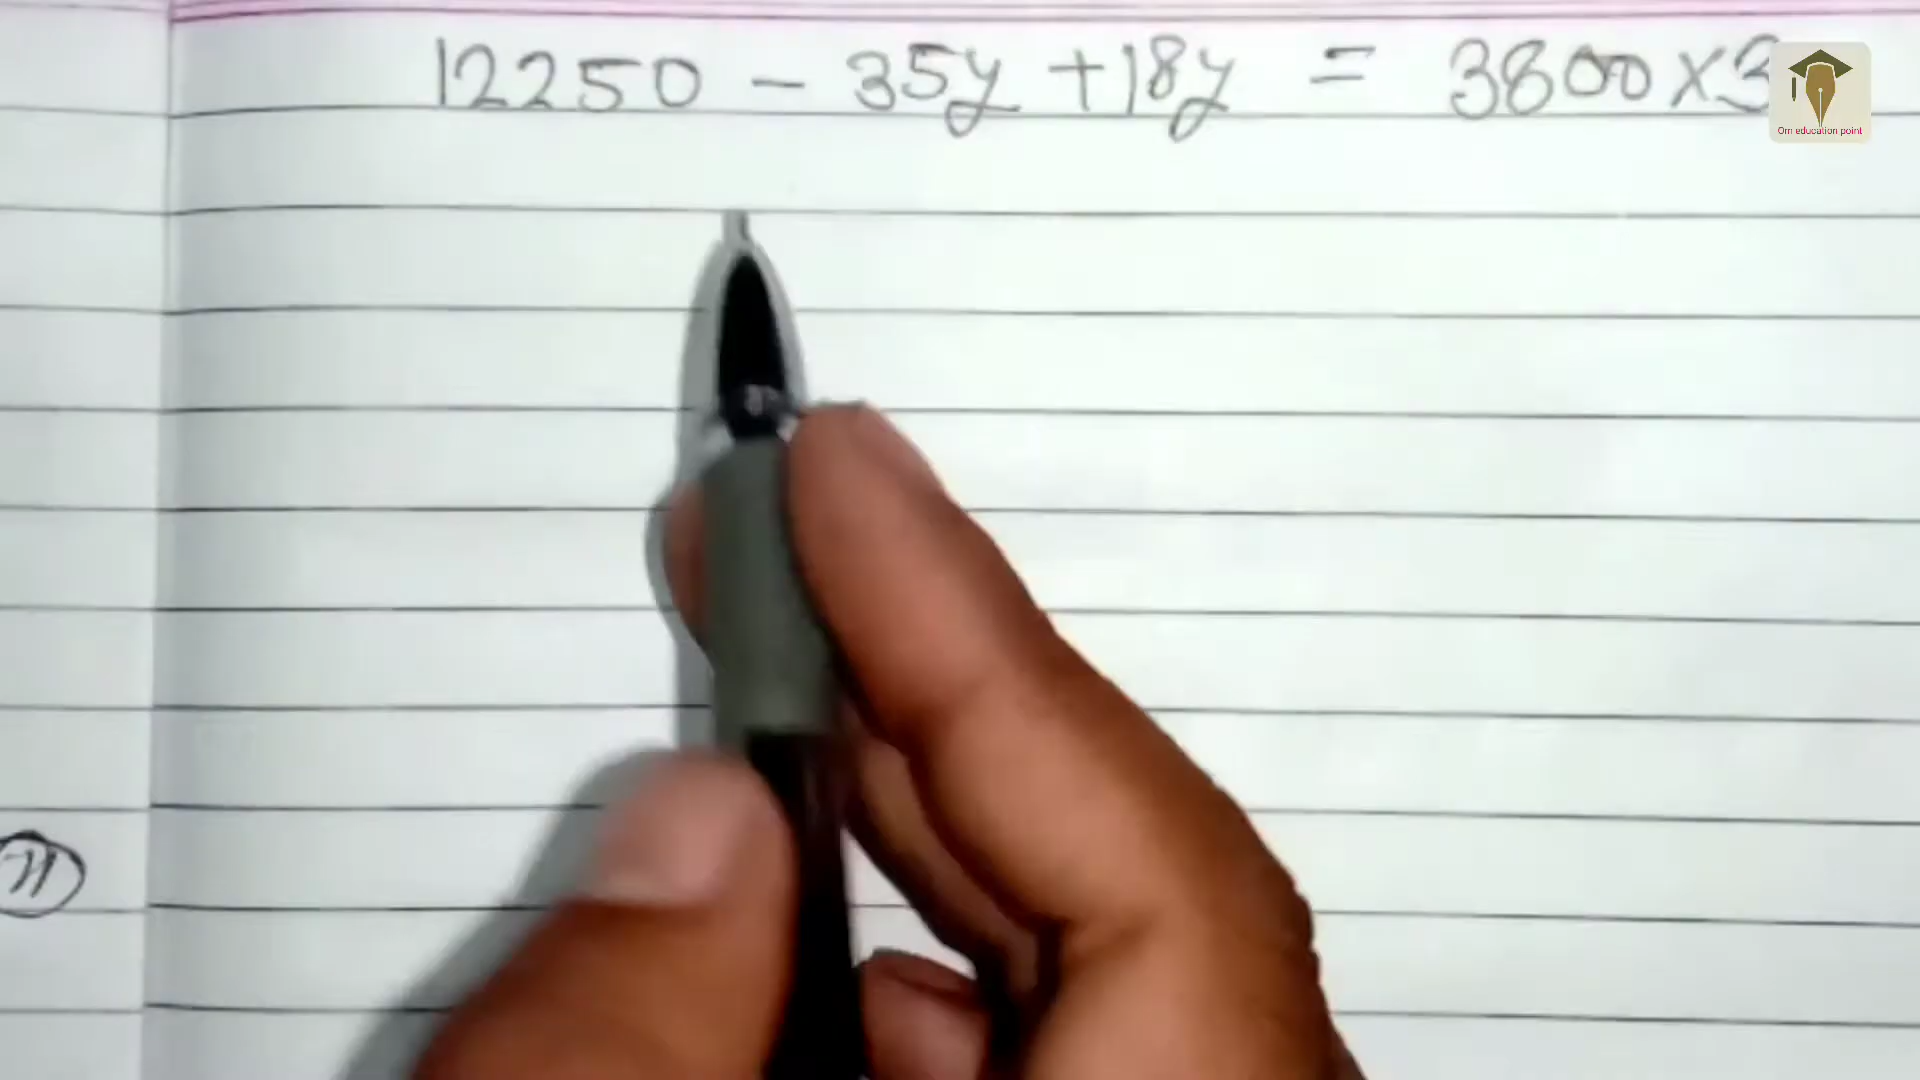 12250 - 35y + 18y = 3800 × 3
Om education point